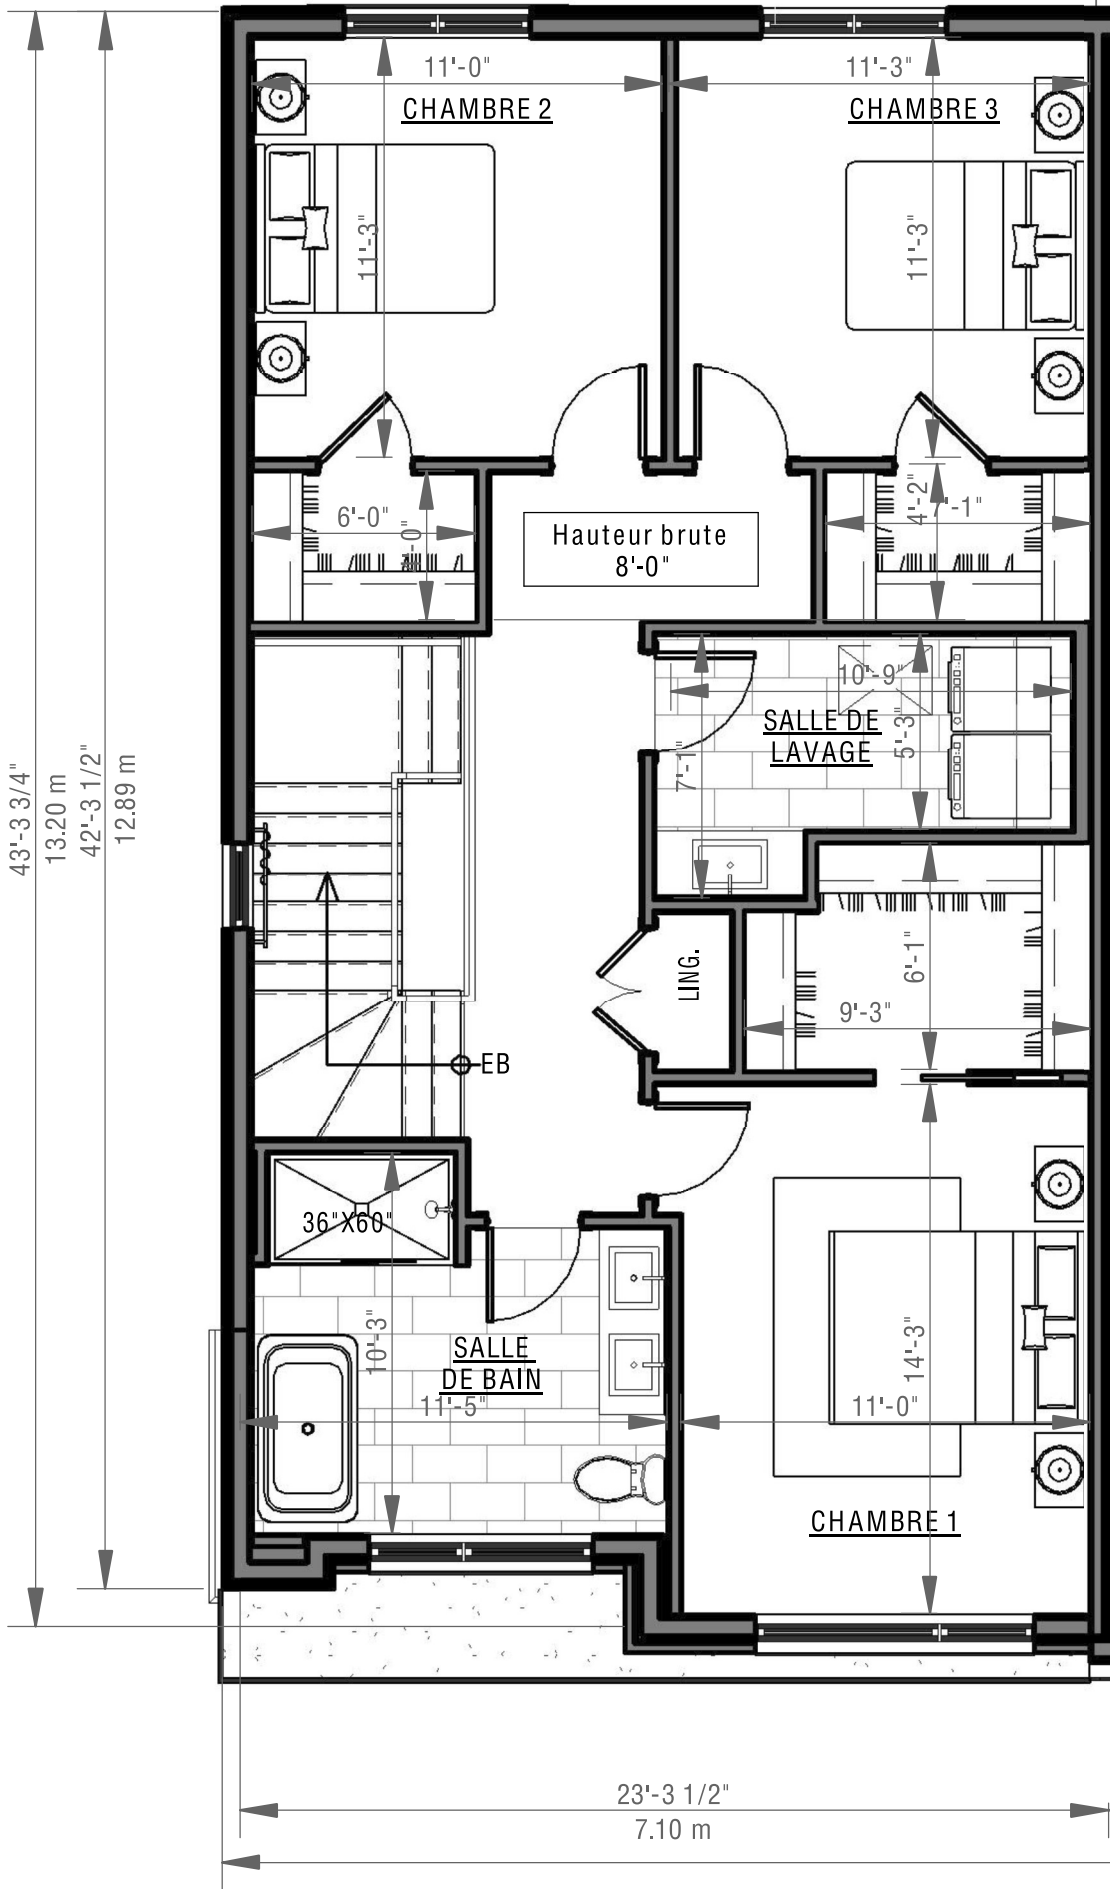 11'-0"
CHAMBRE 2
11'-3"
11'-3"
CHAMBRE 3
11'-3"
6'-0"
4'-0"
Hauteur brute
8'-0"
4'-2"
7'-1"
10'-9"
SALLE DE
LAVAGE
5'-3"
7'-1"
43'-3 3/4"
13.20 m
42'-3 1/2"
12.89 m
LING.
6'-1"
9'-3"
EB
36"X60"
10'-3"
SALLE
DE BAIN
11'-5"
14'-3"
11'-0"
CHAMBRE 1
23'-3 1/2"
7.10 m